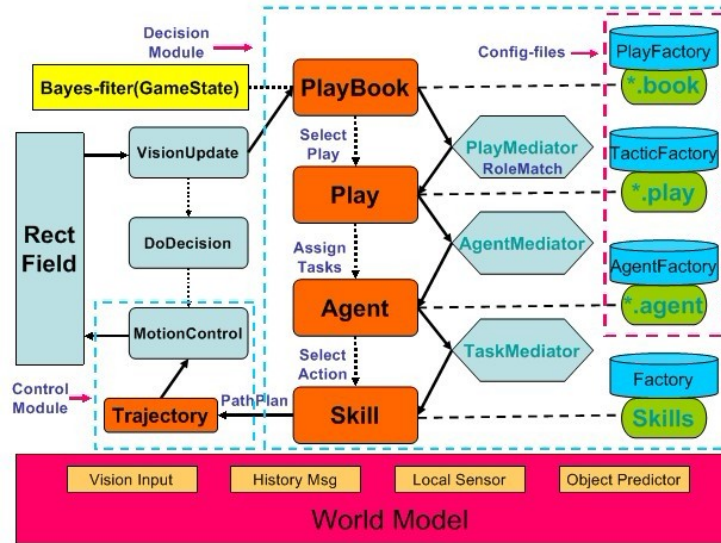 Decision
Module
Config-files
PlayFactory
*.book
Bayes-fiter(GameState)
PlayBook
VisionUpdate
Select
Play
PlayMediator
RoleMatch
TacticFactory
*.play
Play
Rect
Field
DoDecision
Assign
Tasks
AgentMediator
AgentFactory
*.agent
Agent
MotionControl
Select
Action
TaskMediator
Factory
Skills
Control
Module
Trajectory
PathPlan
Skill
Vision Input
History Msg
Local Sensor
Object Predictor
World Model